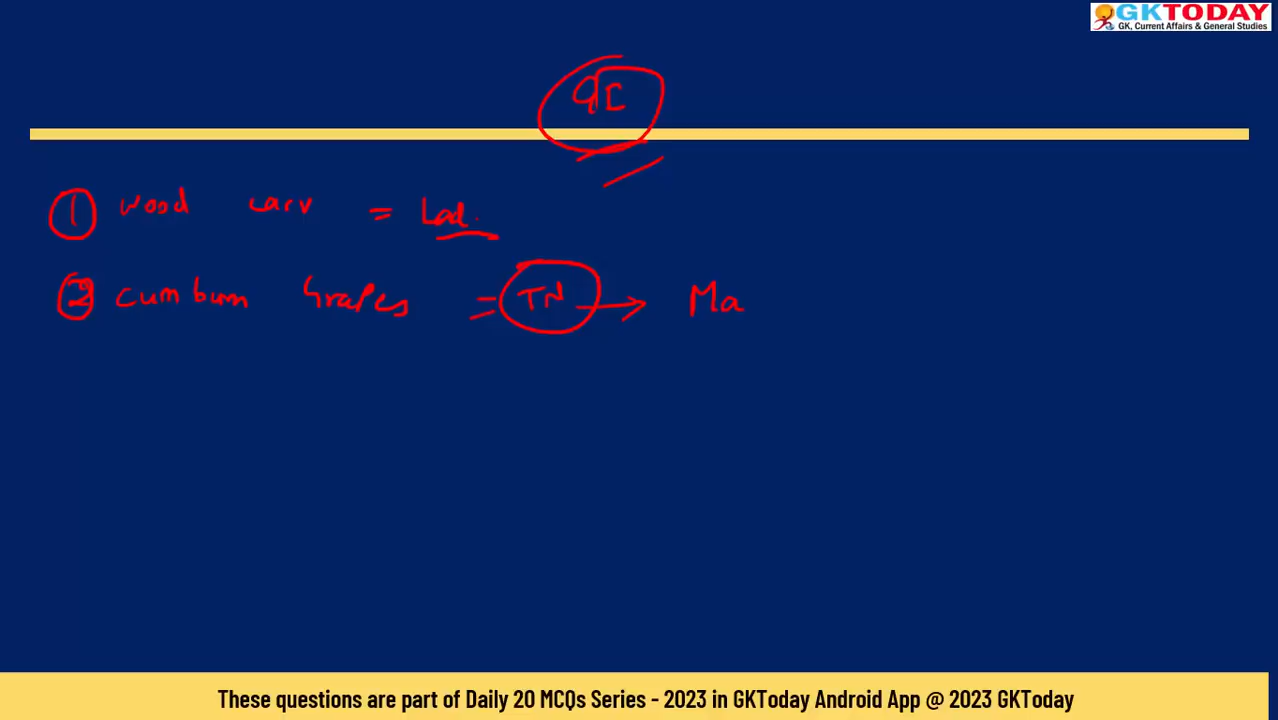 GKTODAY
GK, Current Affairs & General Studies
GI
1 wood carv = Lad.
2 cumbum Grapes = TN → Ma
These questions are part of Daily 20 MCQs Series - 2023 in GKToday Android App @ 2023 GKToday